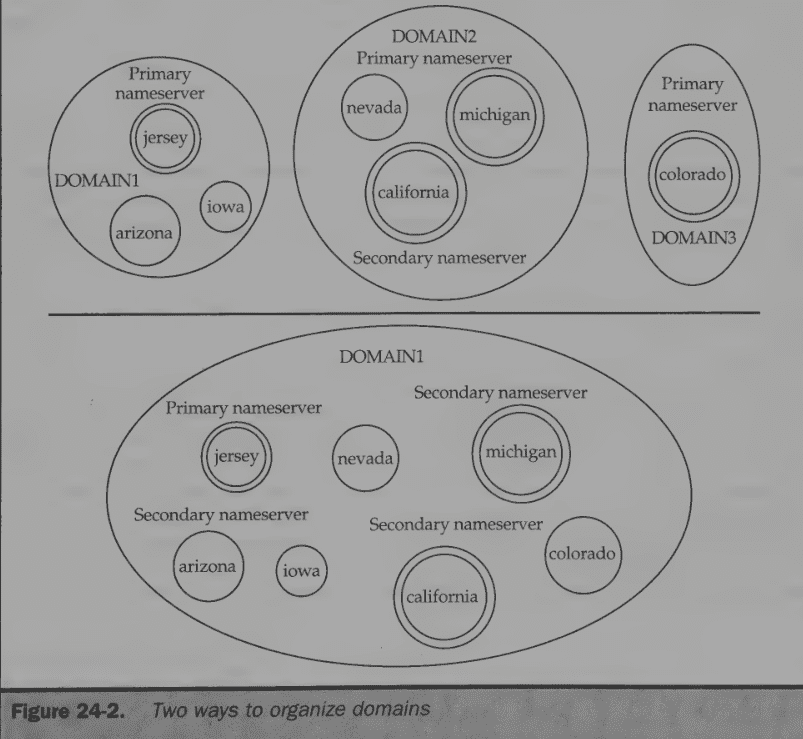 Primary
nameserver
jersey
DOMAIN1
iowa
arizona
DOMAIN2
Primary nameserver
nevada
michigan
california
Secondary nameserver
Primary
nameserver
colorado
DOMAIN3
DOMAIN1
Secondary nameserver
Primary nameserver
jersey
nevada
michigan
Secondary nameserver
Secondary nameserver
arizona
iowa
california
colorado
Figure 24-2. Two ways to organize domains